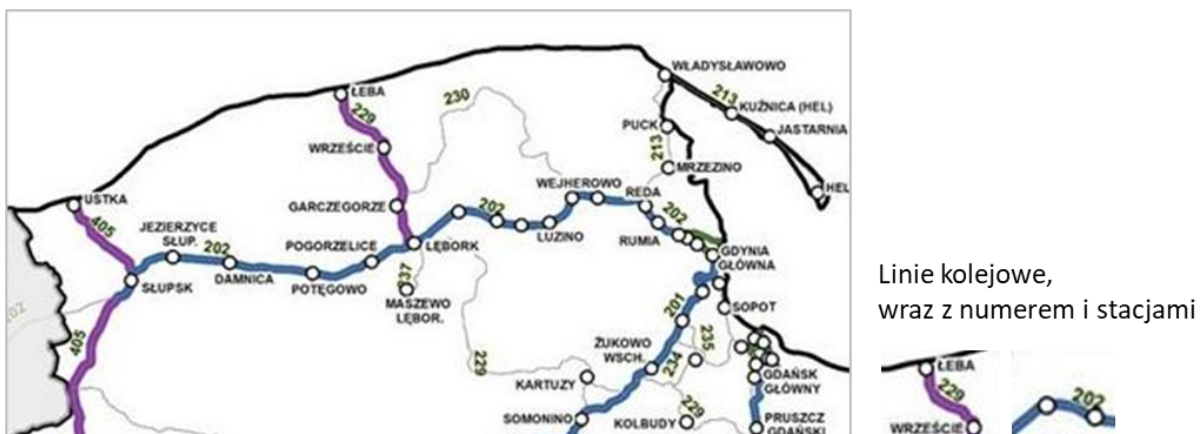 WŁADYSŁAWOWO
213
KUŹNICA (HEL)
JASTARNIA
HEL
ŁEBA
229
230
WRZEŚCIE
PUCK
213
MRZEZINO
USTKA
405
GARCZEGORZE
WEJHEROWO
REDA
202
202
JEZIERZYCE
SŁUP.
202
POGORZELICE
LĘBORK
LUZINO
RUMIA
GDYNIA
GŁÓWNA
DAMNICA
POTĘGOWO
237
SŁUPSK
MASZEWO
LĘBOR.
202
201
SOPOT
405
ŻUKOWO
WSCH.
235
234
229
KARTUZY
GDAŃSK
GŁÓWNY
SOMONINO
KOLBUDY
229
PRUSZCZ
GDAŃSKI
Linie kolejowe,
wraz z numerem i stacjami
ŁEBA
229
WRZEŚCIE
202